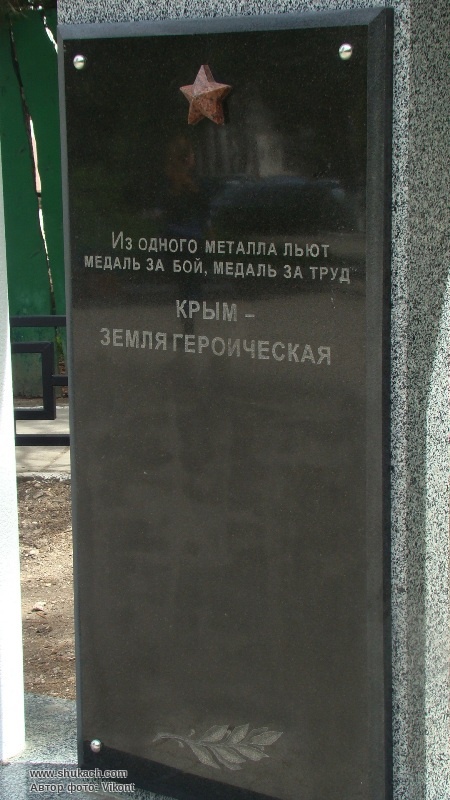 Из одного металла льют
медаль за бой, медаль за труд
КРЫМ –
ЗЕМЛЯ ГЕРОИЧЕСКАЯ
www.shukach.com
Автор фото: Vikont